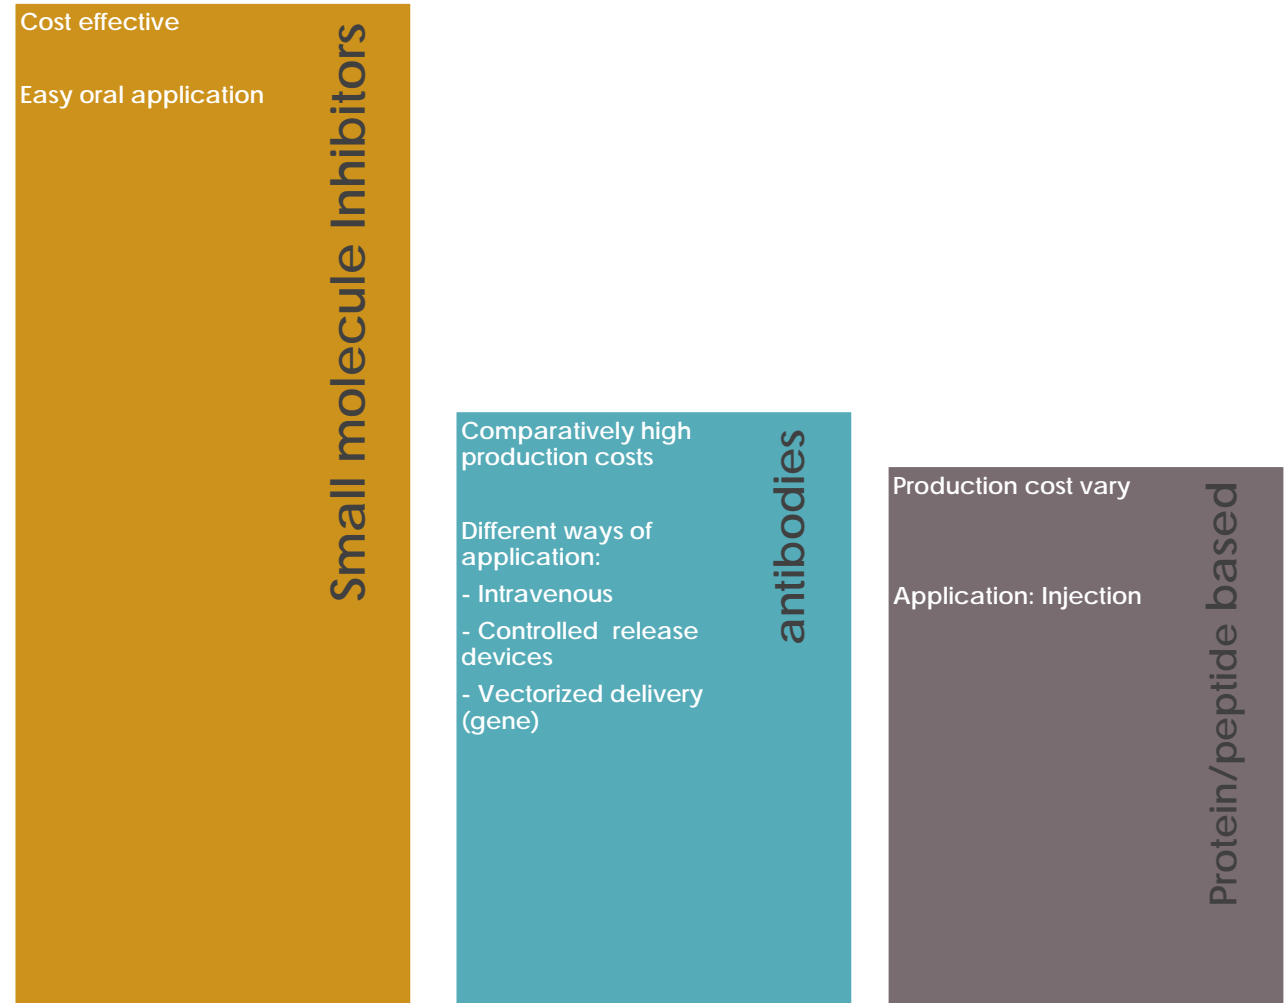 Cost effective
Easy oral application
Small molecule Inhibitors
Comparatively high
production costs
Different ways of
application:
- Intravenous
- Controlled  release
devices
- Vectorized delivery
(gene)
antibodies
Production cost vary
Application: Injection
Protein/peptide based